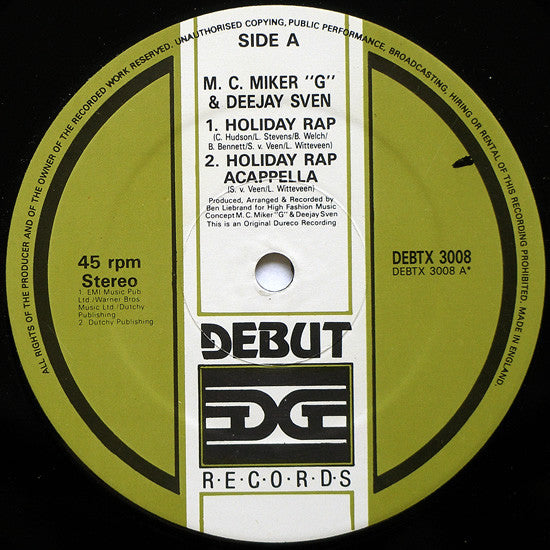 ALL RIGHTS OF THE PRODUCER AND OF THE OWNER OF THE RECORDED WORK RESERVED. UNAUTHORISED COPYING, PUBLIC PERFORMANCE, BROADCASTING, HIRING OR RENTAL OF THIS RECORDING PROHIBITED. MADE IN ENGLAND.
SIDE A
M. C. MIKER "G"
& DEEJAY SVEN
1. HOLIDAY RAP
(C. Hudson/L. Stevens/B. Welch/
B. Bennett/S. v. Veen/L. Witteveen)
2. HOLIDAY RAP
ACAPPELLA
(S. v. Veen/L. Witteveen)
Produced, Arranged & Recorded by
Ben Liebrand for High Fashion Music
Concept M.C. Miker "G" & Deejay Sven
This is an Original Dureco Recording
45 rpm
Stereo
1. EMI Music Pub
Ltd./Warner Bros
Music Ltd./Dutchy
Publishing
2. Dutchy Publishing
DEBTX 3008
DEBTX 3008 A*
DEBUT
EDGE
R·E·C·O·R·D·S